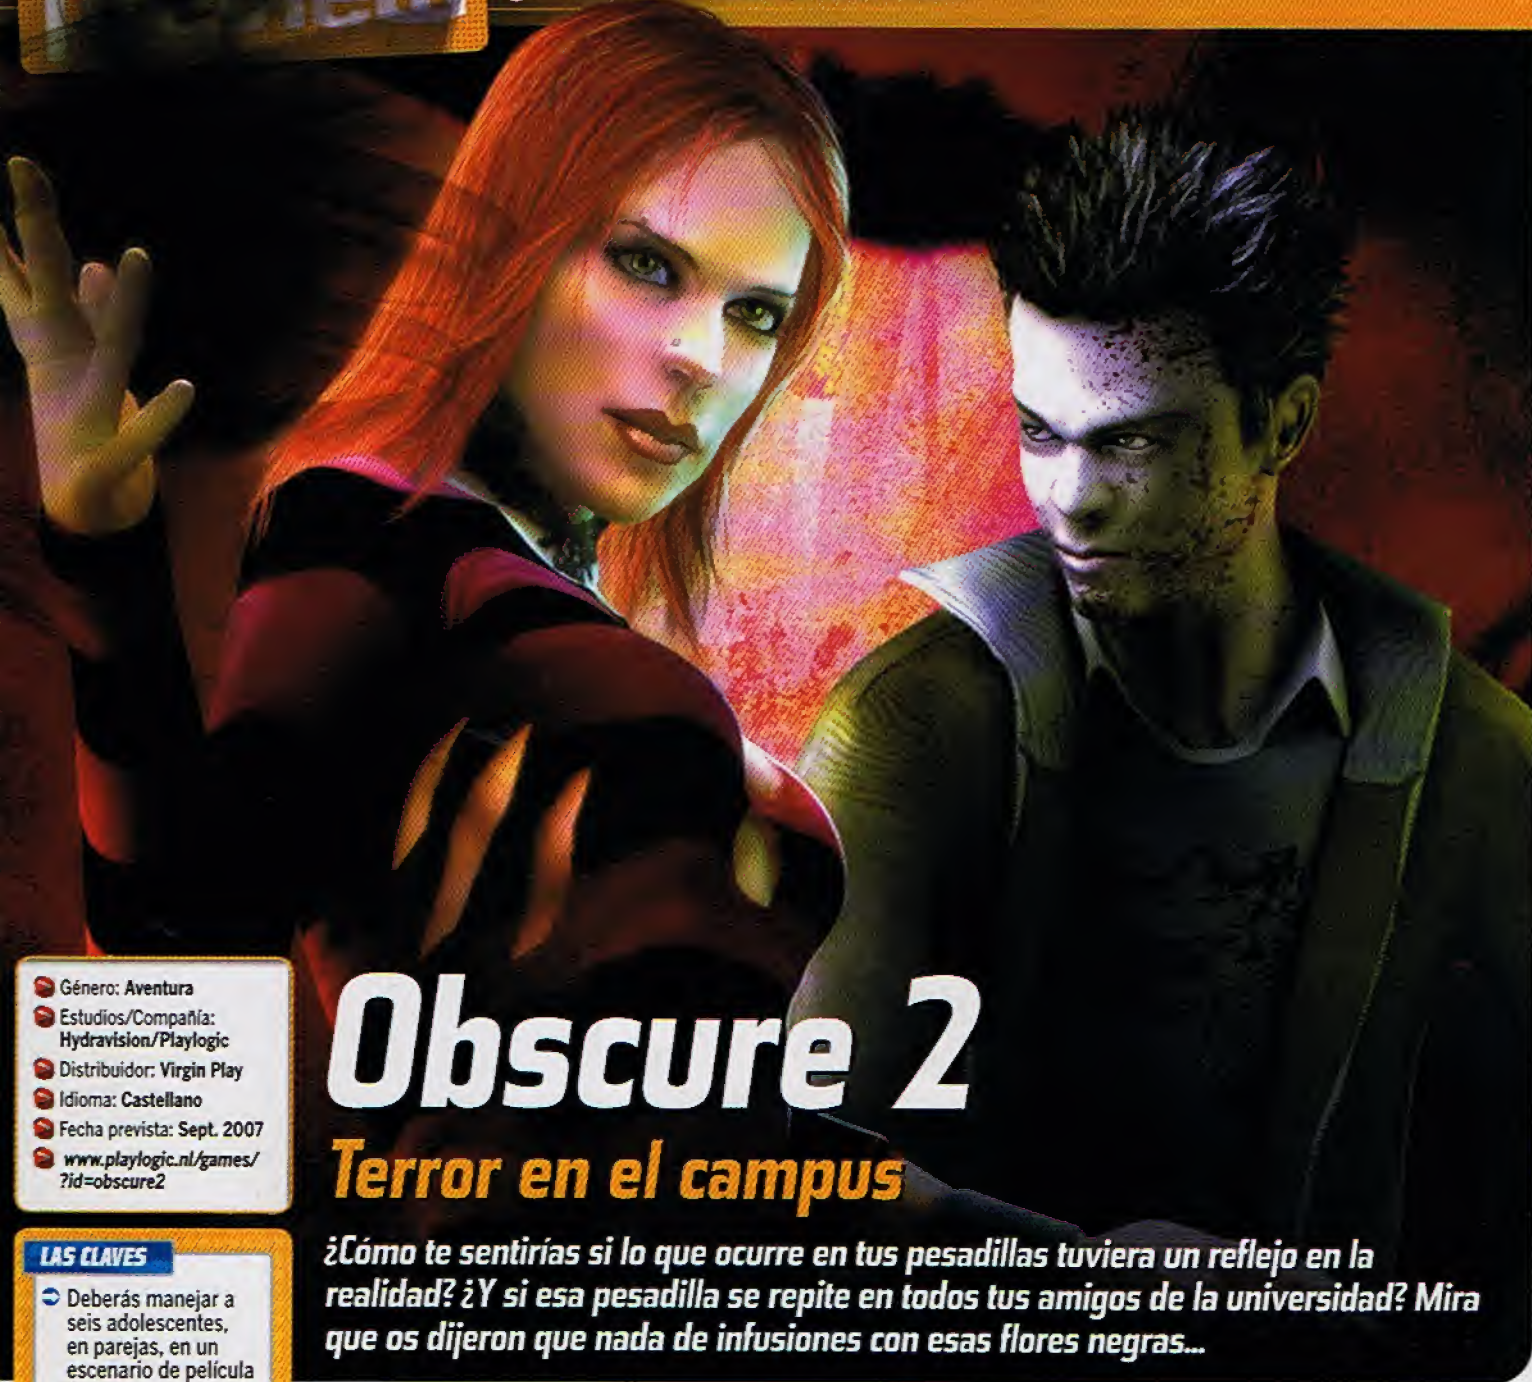 Género: Aventura
Estudios/Compañía:
Hydravision/Playlogic
Distribuidor: Virgin Play
Idioma: Castellano
Fecha prevista: Sept. 2007
www.playlogic.nl/games/
?id=obscure2
LAS CLAVES
Deberás manejar a
seis adolescentes,
en parejas, en un
escenario de película
Obscure 2
Terror en el campus
¿Cómo te sentirías si lo que ocurre en tus pesadillas tuviera un reflejo en la
realidad? ¿Y si esa pesadilla se repite en todos tus amigos de la universidad? Mira
que os dijeron que nada de infusiones con esas flores negras...